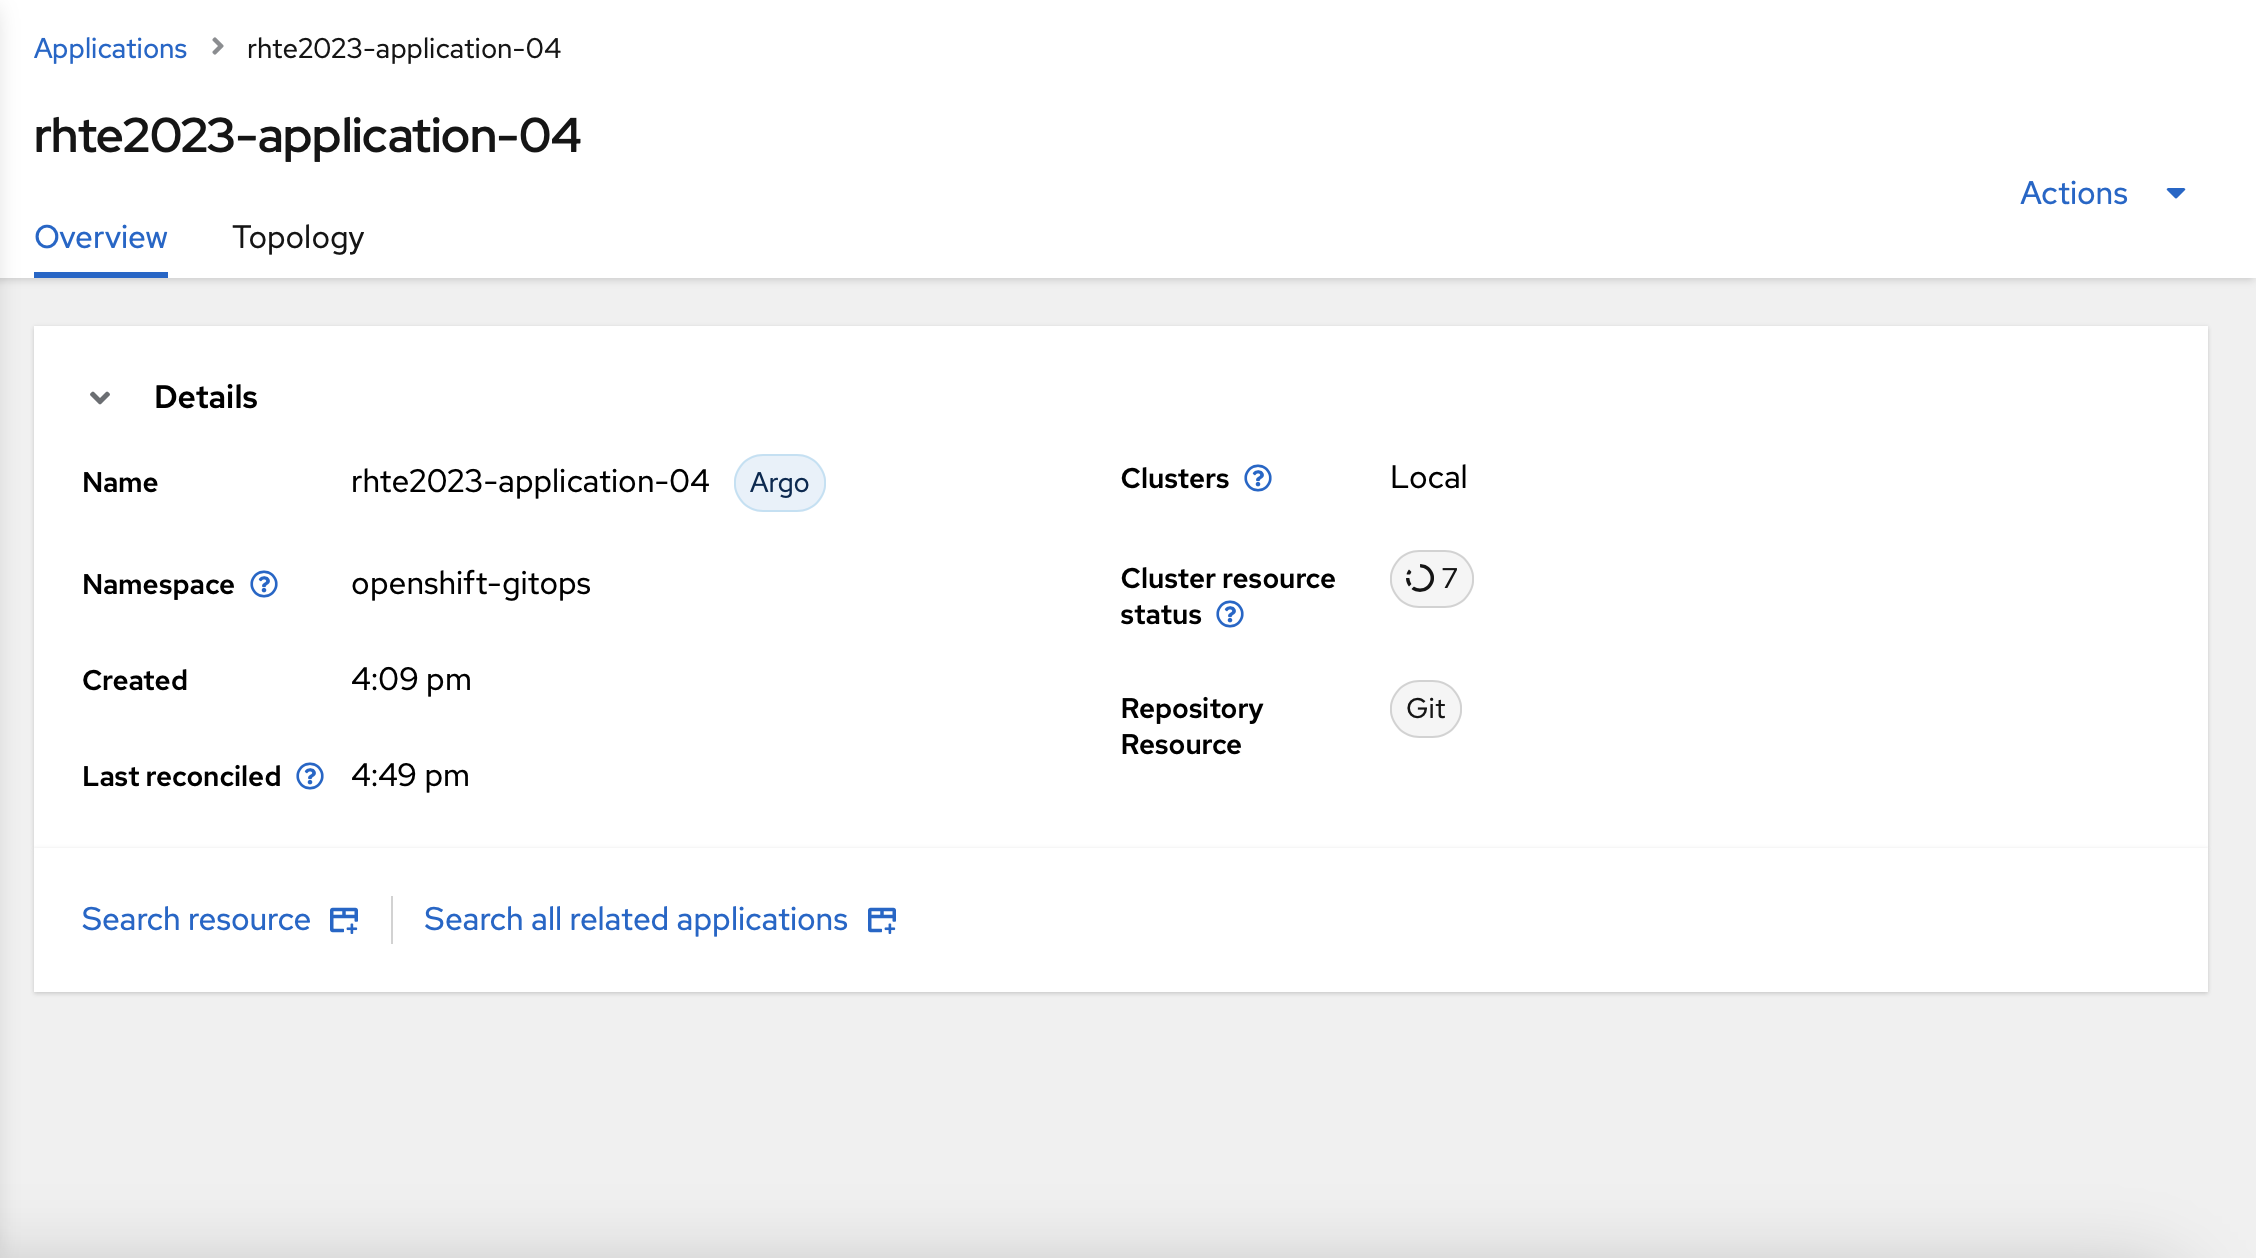 Applications > rhte2023-application-04
rhte2023-application-04
Actions
Overview Topology
Details
Name rhte2023-application-04 Argo
Namespace openshift-gitops
Created 4:09 pm
Last reconciled 4:49 pm
Clusters Local
Cluster resource
status
7
Repository
Resource
Git
Search resource
Search all related applications